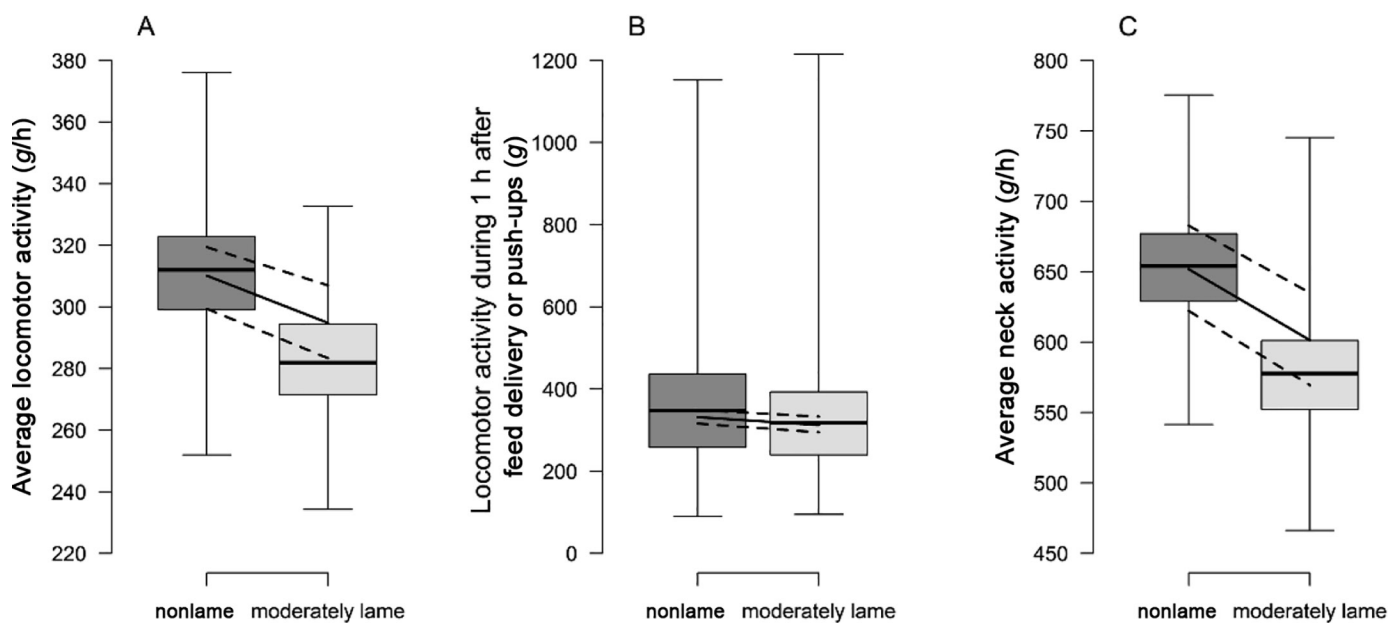 A
Average locomotor activity (g/h)
380
360
340
320
300
280
260
240
220
nonlame
moderately lame
B
Locomotor activity during 1 h after
feed delivery or push-ups (g)
1200
1000
800
600
400
200
0
nonlame
moderately lame
C
Average neck activity (g/h)
800
750
700
650
600
550
500
450
nonlame
moderately lame